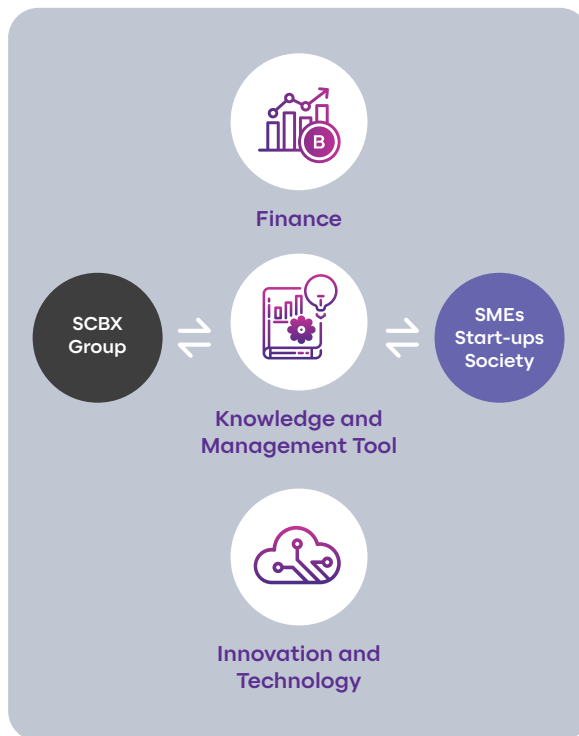 B
Finance
SCBX
Group
SMEs
Start-ups
Society
Knowledge and
Management Tool
Innovation and
Technology